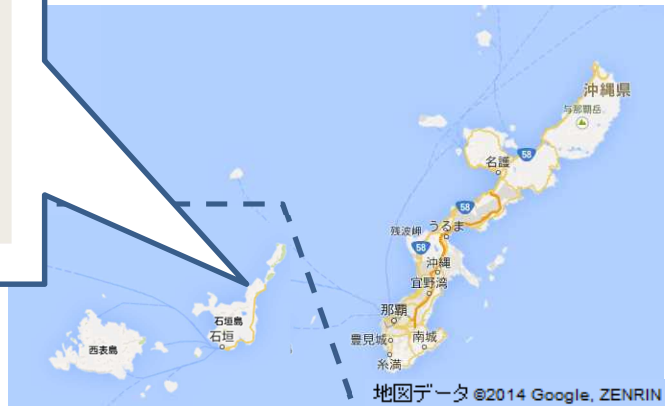 沖縄県
与那覇岳
58
名護
58
残波岬
うるま
58
沖縄
宜野湾
那覇
石垣島
石垣
豊見城
南城
西表島
糸満
地図データ©2014 Google, ZENRIN